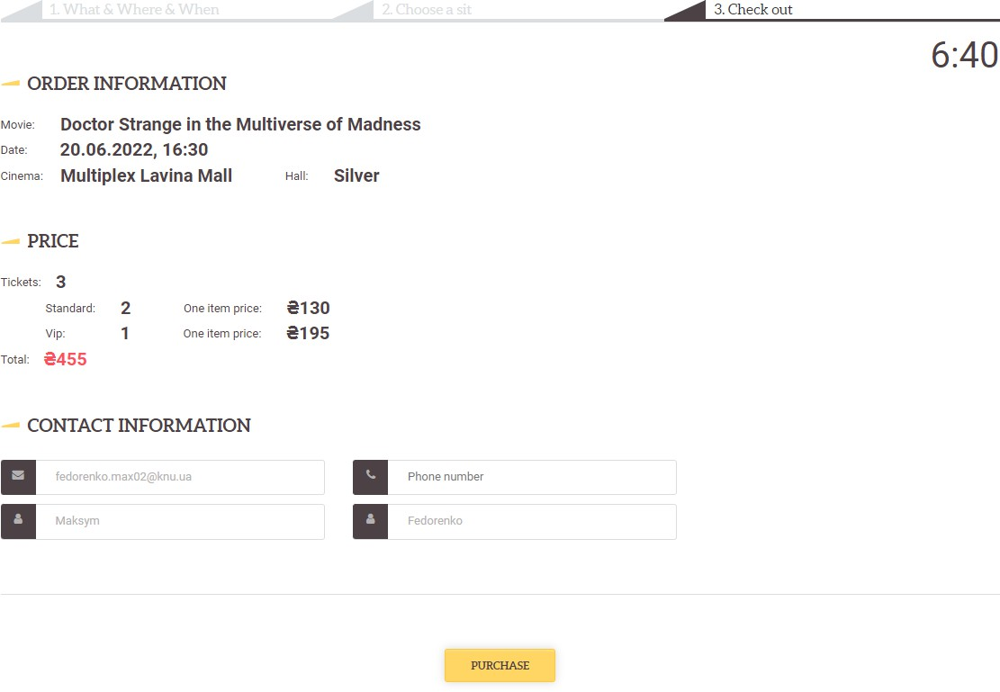 1. What & Where & When 2. Choose a sit 3. Check out
6:40
ORDER INFORMATION
Movie: Doctor Strange in the Multiverse of Madness
Date: 20.06.2022, 16:30
Cinema: Multiplex Lavina Mall Hall: Silver
PRICE
Tickets: 3
Standard: 2 One item price: ₴130
Vip: 1 One item price: ₴195
Total: ₴455
CONTACT INFORMATION
fedorenko.max02@knu.ua Phone number
Maksym Fedorenko
PURCHASE